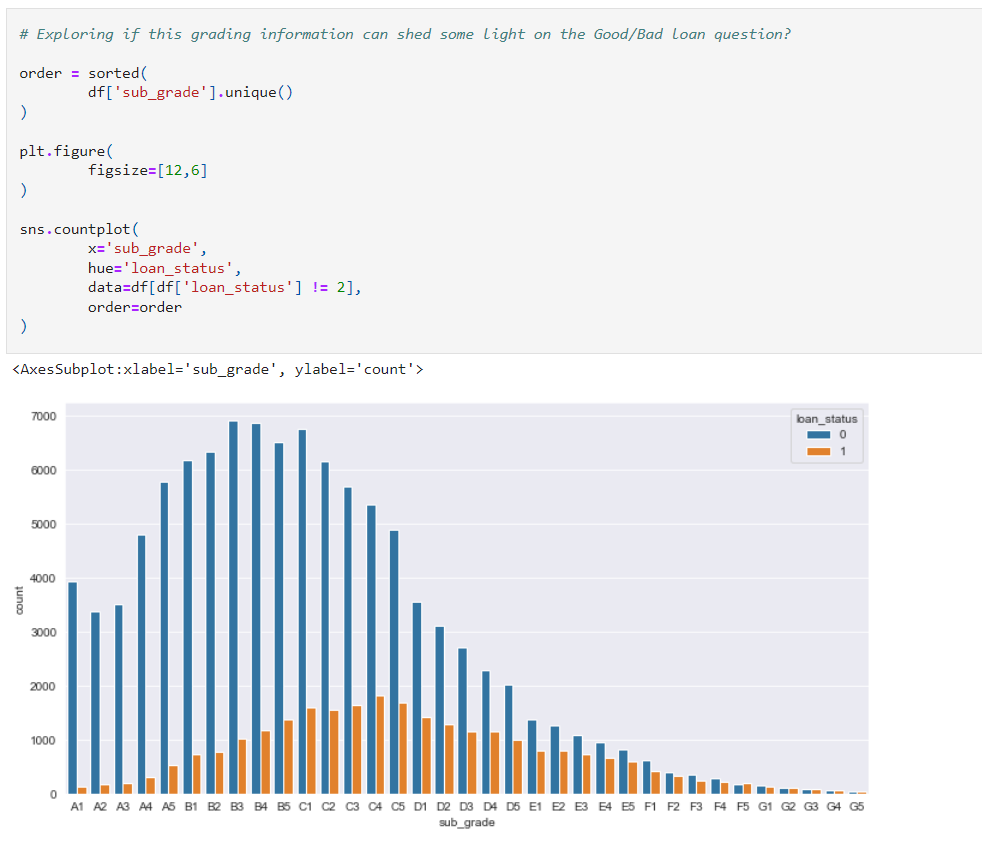 # Exploring if this grading information can shed some light on the Good/Bad loan question?
order = sorted(
df['sub_grade'].unique()
)
plt.figure(
figsize=[12,6]
)
sns.countplot(
x='sub_grade',
hue='loan_status',
data=df[df['loan_status'] != 2],
order=order
)
<AxesSubplot:xlabel='sub_grade', ylabel='count'>
loan_status
0
1
7000
6000
5000
4000
3000
2000
1000
0
count
A1 A2 A3 A4 A5 B1 B2 B3 B4 B5 C1 C2 C3 C4 C5 D1 D2 D3 D4 D5 E1 E2 E3 E4 E5 F1 F2 F3 F4 F5 G1 G2 G3 G4 G5
sub_grade